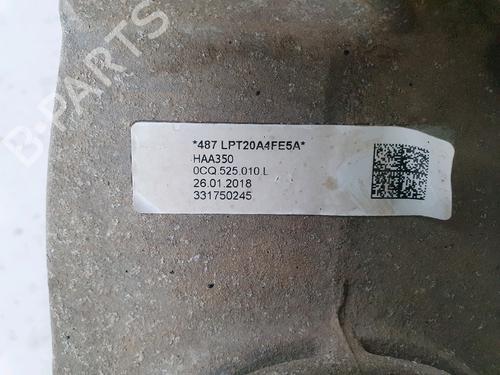 B-PARTS
*487 LPT20A4FE5A*
HAA350
0CQ.525.010.L
26.01.2018
331750245